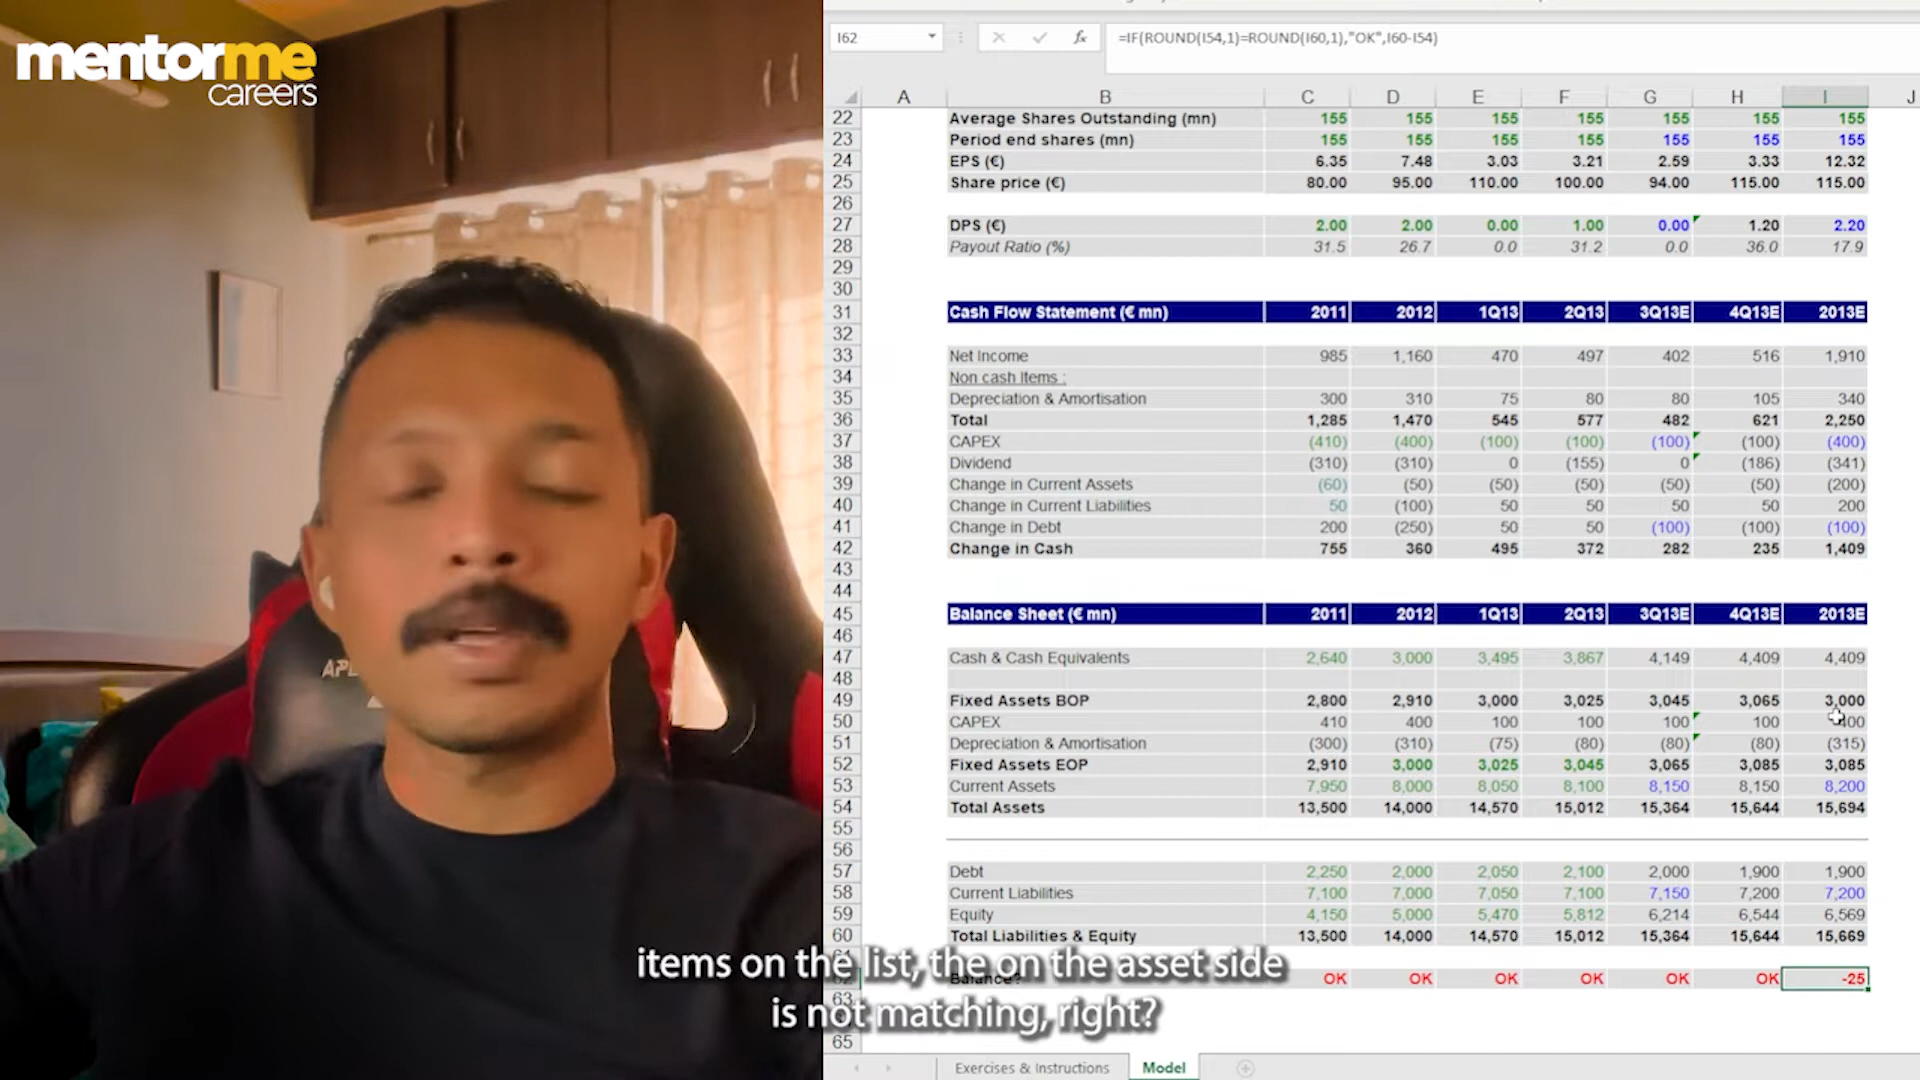 mentorme
careers
I62 fx =IF(ROUND(I54,1)=ROUND(I60,1),"OK",I60-I54)
A B C D E F G H I J
22 Average Shares Outstanding (mn) 155 155 155 155 155 155 155
23 Period end shares (mn) 155 155 155 155 155 155 155
24 EPS (€) 6.35 7.48 3.03 3.21 2.59 3.33 12.32
25 Share price (€) 80.00 95.00 110.00 100.00 94.00 115.00 115.00
26
27 DPS (€) 2.00 2.00 0.00 1.00 0.00 1.20 2.20
28 Payout Ratio (%) 31.5 26.7 0.0 31.2 0.0 36.0 17.9
29
30
31 Cash Flow Statement (€ mn) 2011 2012 1Q13 2Q13 3Q13E 4Q13E 2013E
32
33 Net Income 985 1,160 470 497 402 516 1,910
34 Non cash Items :
35 Depreciation & Amortisation 300 310 75 80 80 105 340
36 Total 1,285 1,470 545 577 482 621 2,250
37 CAPEX (410) (400) (100) (100) (100) (100) (400)
38 Dividend (310) (310) 0 (155) 0 (186) (341)
39 Change in Current Assets (60) (50) (50) (50) (50) (50) (200)
40 Change in Current Liabilities 50 (100) 50 50 50 50 200
41 Change in Debt 200 (250) 50 50 (100) (100) (100)
42 Change in Cash 755 360 495 372 282 235 1,409
43
44
45 Balance Sheet (€ mn) 2011 2012 1Q13 2Q13 3Q13E 4Q13E 2013E
46
47 Cash & Cash Equivalents 2,640 3,000 3,495 3,867 4,149 4,409 4,409
48
49 Fixed Assets BOP 2,800 2,910 3,000 3,025 3,045 3,065 3,000
50 CAPEX 410 400 100 100 100 100 400
51 Depreciation & Amortisation (300) (310) (75) (80) (80) (80) (315)
52 Fixed Assets EOP 2,910 3,000 3,025 3,045 3,065 3,085 3,085
53 Current Assets 7,950 8,000 8,050 8,100 8,150 8,150 8,200
54 Total Assets 13,500 14,000 14,570 15,012 15,364 15,644 15,694
55
56
57 Debt 2,250 2,000 2,050 2,100 2,000 1,900 1,900
58 Current Liabilities 7,100 7,000 7,050 7,100 7,150 7,200 7,200
59 Equity 4,150 5,000 5,470 5,812 6,214 6,544 6,569
60 Total Liabilities & Equity 13,500 14,000 14,570 15,012 15,364 15,644 15,669
62 Balance? OK OK OK OK OK OK -25
63
65
items on the list, the on the asset side
is not matching, right?
Exercises & Instructions Model